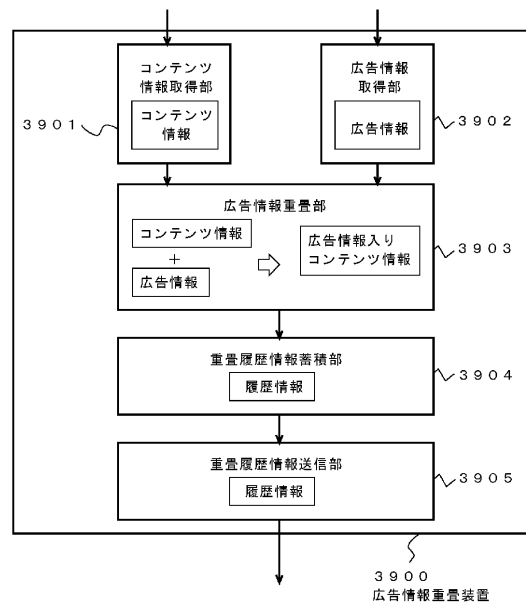 コンテンツ
情報取得部
コンテンツ
情報
3901
広告情報
取得部
広告情報
3902
広告情報重畳部
コンテンツ情報
+
広告情報
広告情報入り
コンテンツ情報
3903
重畳履歴情報蓄積部
履歴情報
3904
重畳履歴情報送信部
履歴情報
3905
3900
広告情報重畳装置